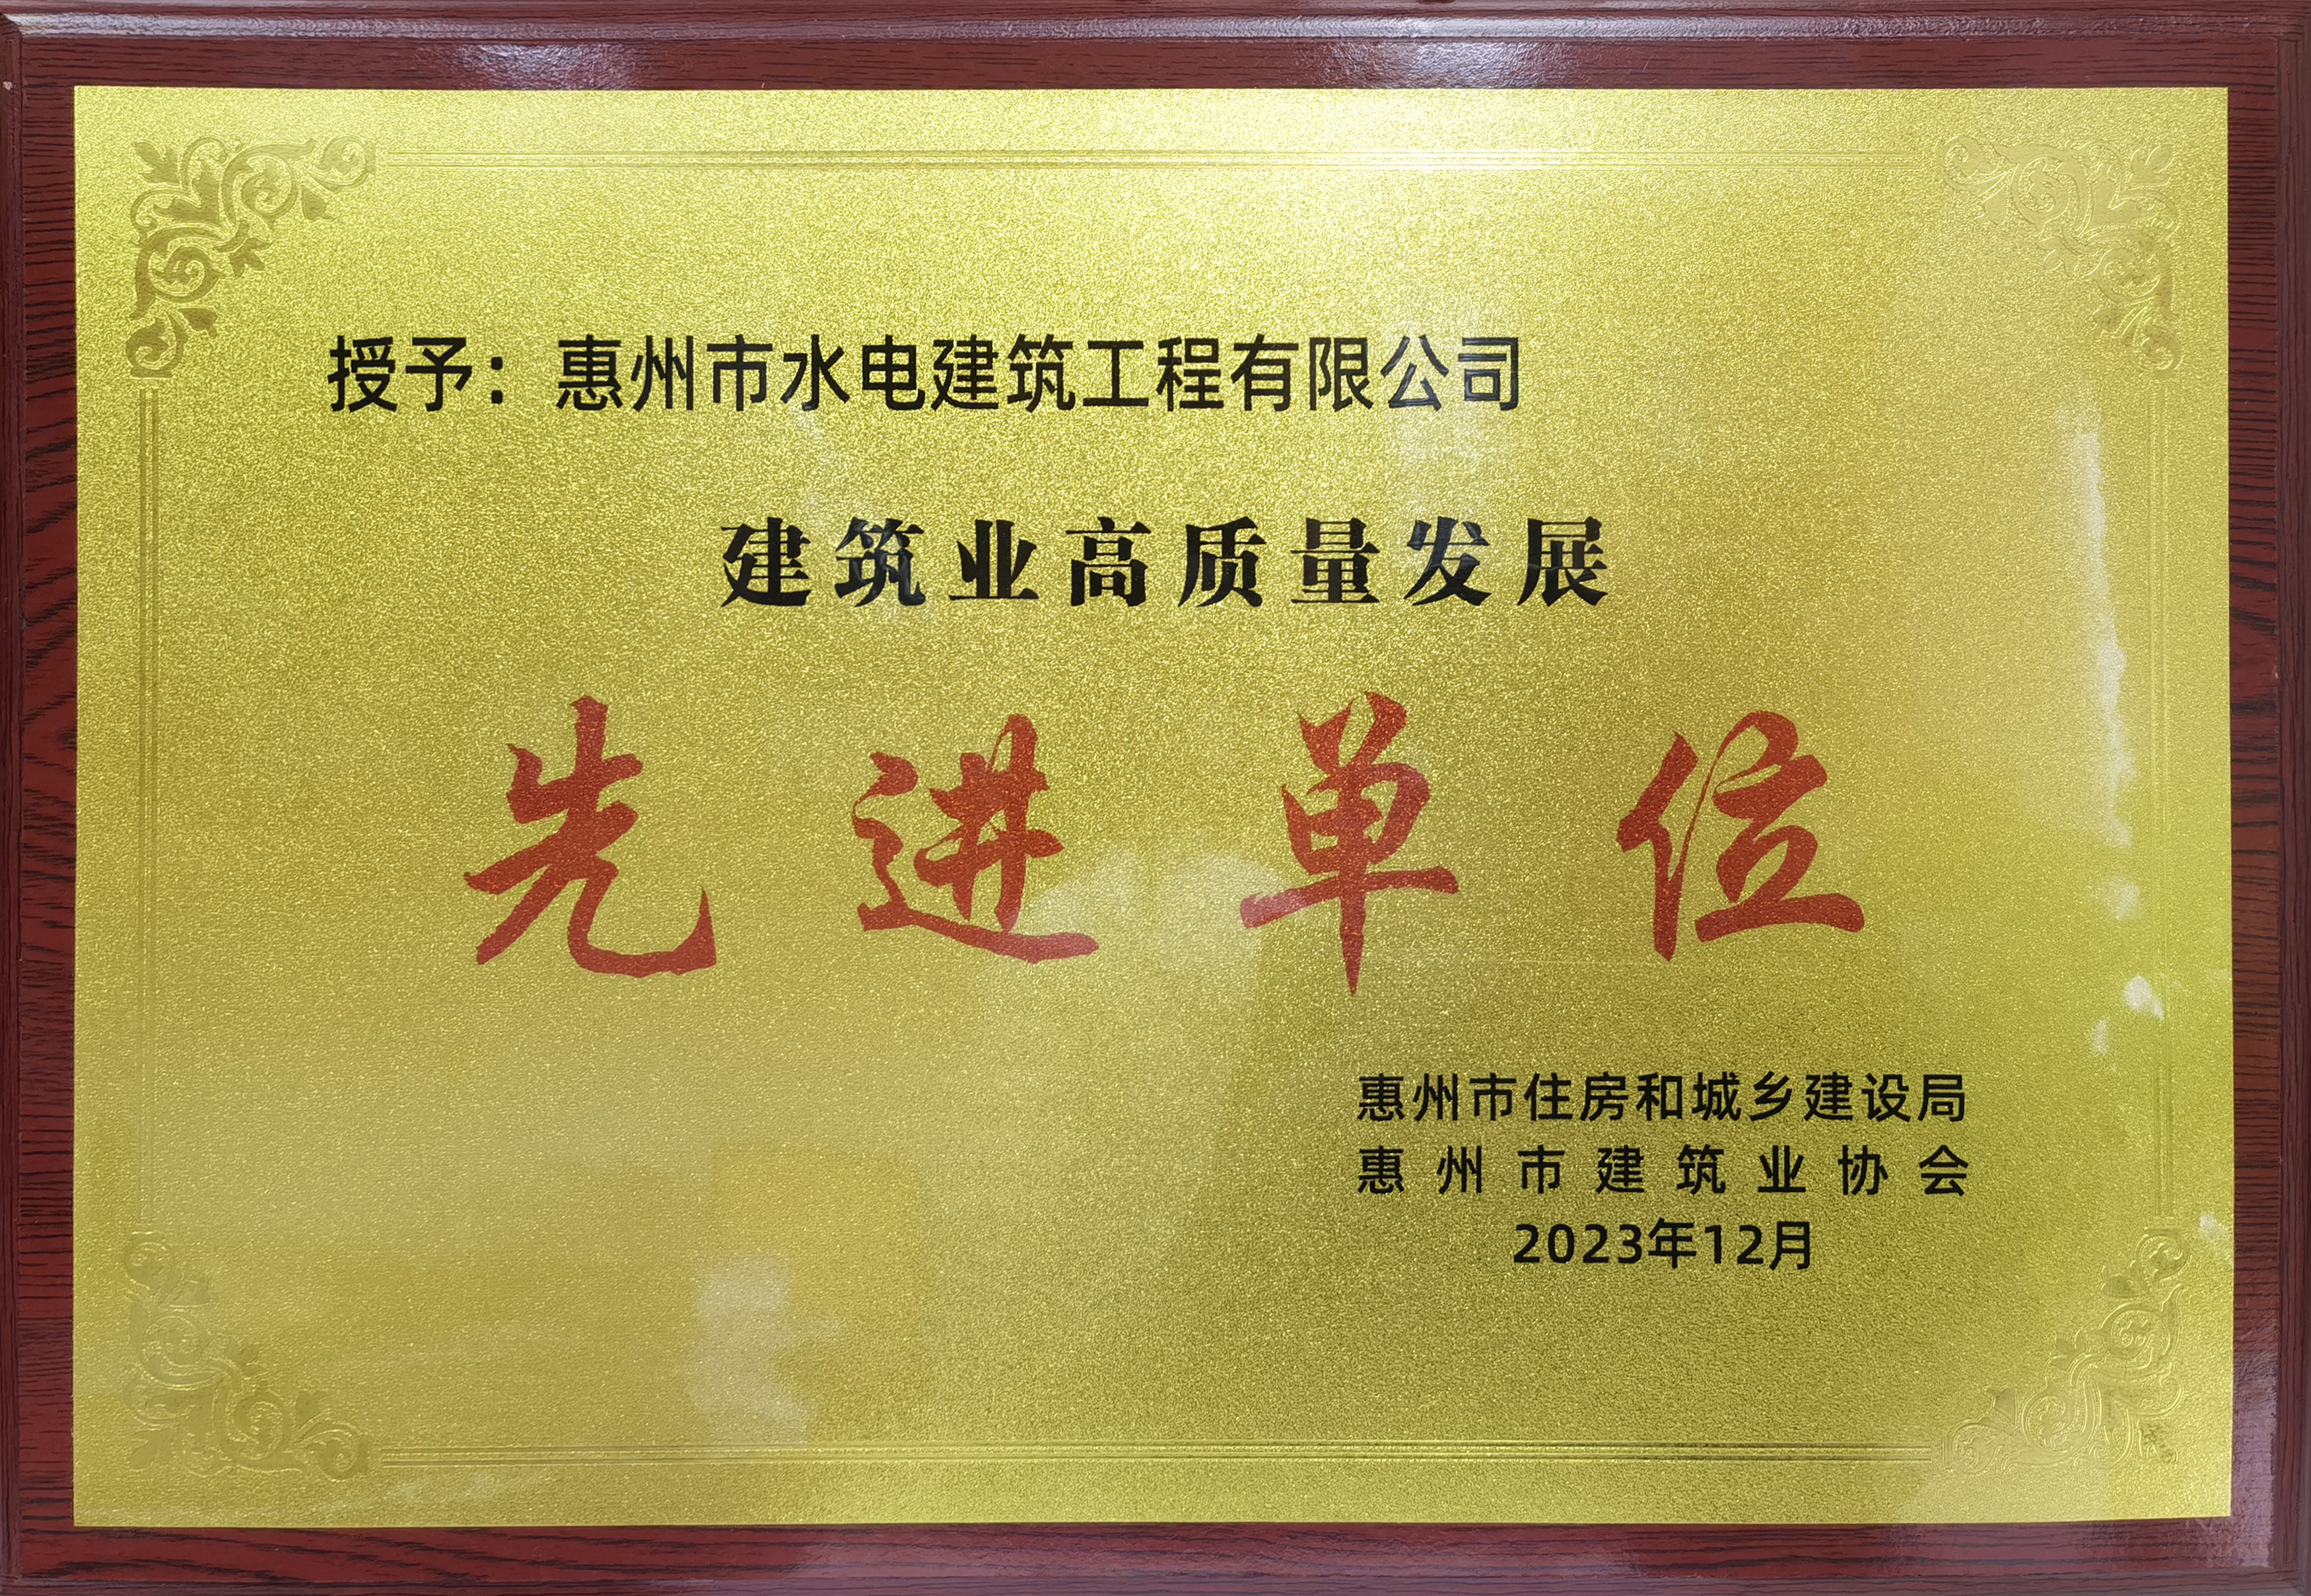 授予：惠州市水电建筑工程有限公司
建筑业高质量发展
先进单位
惠州市住房和城乡建设局
惠州市建筑业协会
2023年12月